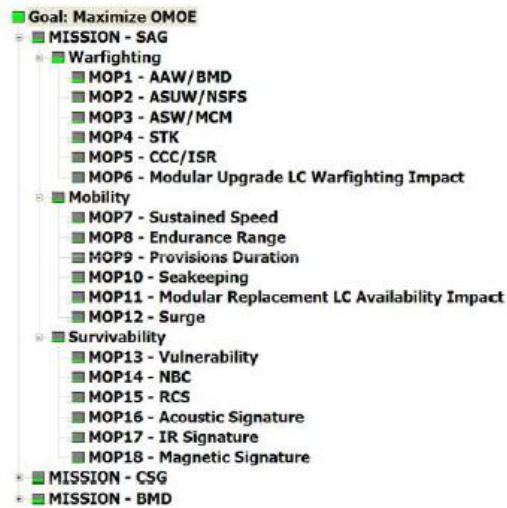 Goal: Maximize OMOE
MISSION - SAG
Warfighting
MOP1 - AAW/BMD
MOP2 - ASUW/NSFS
MOP3 - ASW/MCM
MOP4 - STK
MOP5 - CCC/ISR
MOP6 - Modular Upgrade LC Warfighting Impact
Mobility
MOP7 - Sustained Speed
MOP8 - Endurance Range
MOP9 - Provisions Duration
MOP10 - Seakeeping
MOP11 - Modular Replacement LC Availability Impact
MOP12 - Surge
Survivability
MOP13 - Vulnerability
MOP14 - NBC
MOP15 - RCS
MOP16 - Acoustic Signature
MOP17 - IR Signature
MOP18 - Magnetic Signature
MISSION - CSG
MISSION - BMD